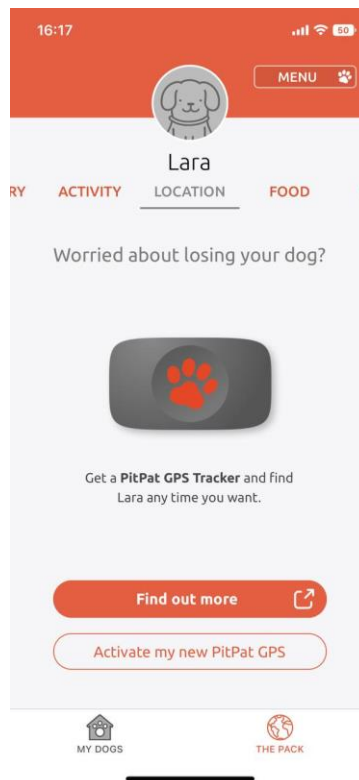 16:17
50
MENU
Lara
RY ACTIVITY LOCATION FOOD
Worried about losing your dog?
Get a PitPat GPS Tracker and find
Lara any time you want.
Find out more
Activate my new PitPat GPS
MY DOGS THE PACK